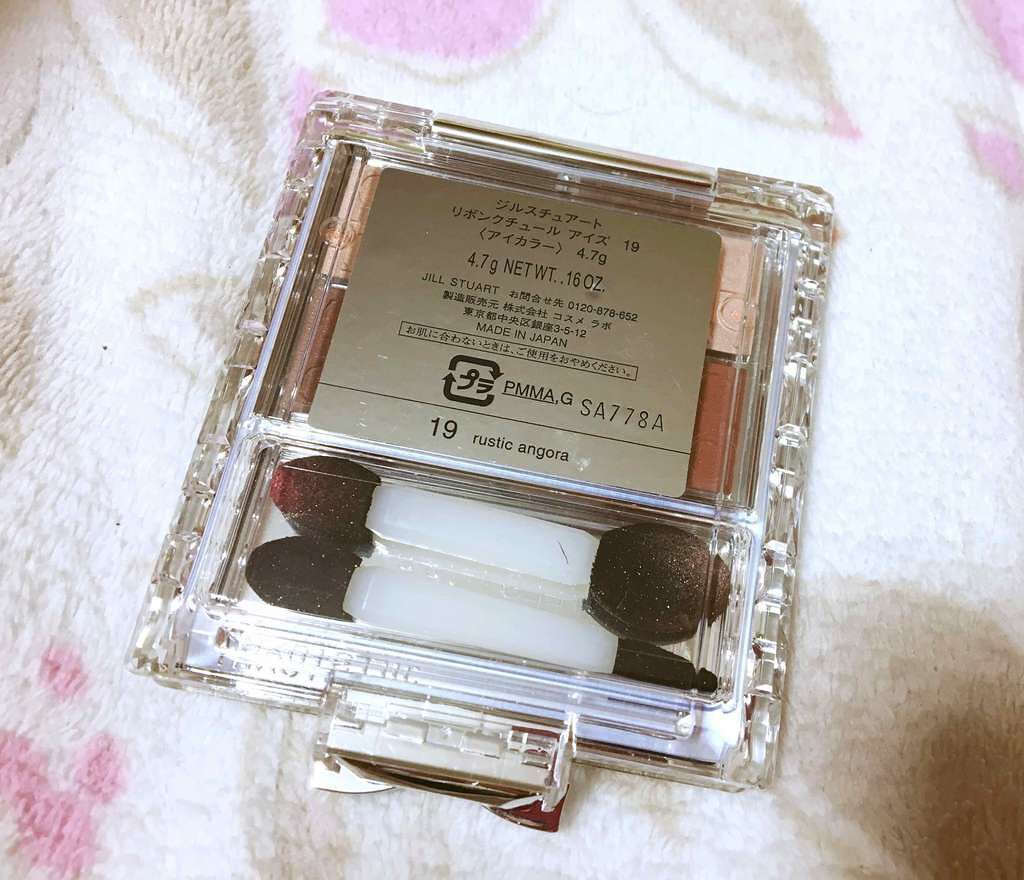 ジルスチュアート
リボンクチュール アイズ 19
〈アイカラー〉 4.7g
4.7g NET WT. .16 OZ.
JILL STUART お問合せ先 0120-878-652
製造販売元 株式会社 コスメ ラボ
東京都中央区銀座3-5-12
MADE IN JAPAN
お肌に合わないときは、ご使用をおやめください。
プラ PMMA,G SA778A
19 rustic angora